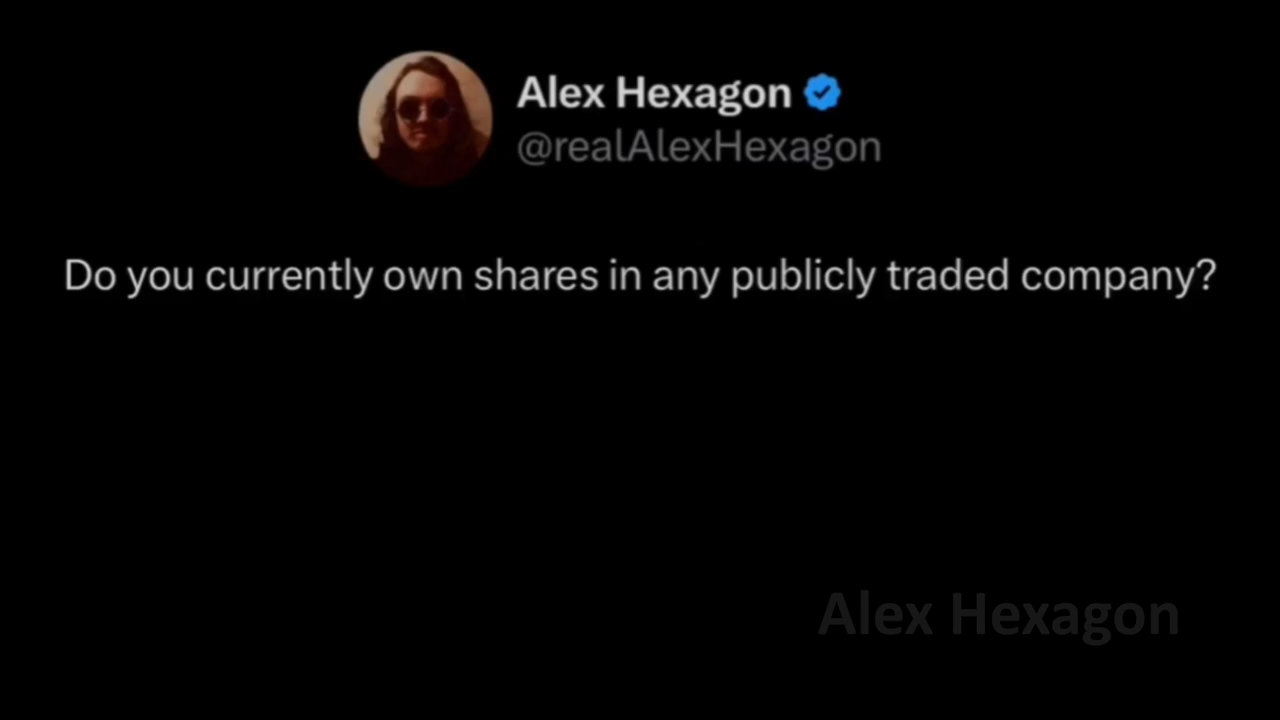 Alex Hexagon
@realAlexHexagon
Do you currently own shares in any publicly traded company?
Alex Hexagon